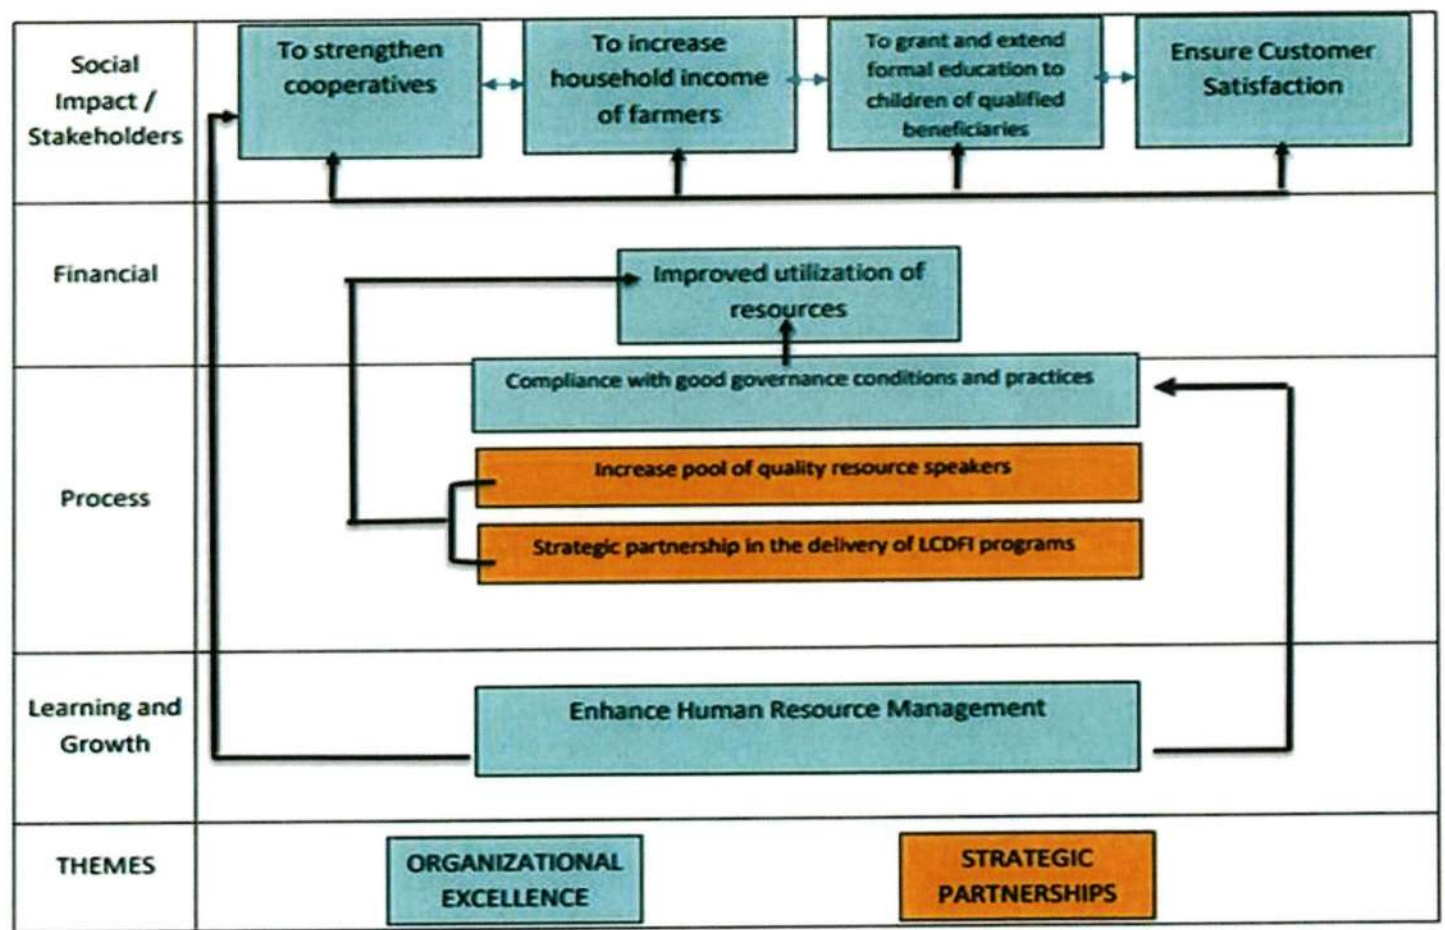 Social
Impact /
Stakeholders
To strengthen
cooperatives
To increase
household income
of farmers
To grant and extend
formal education to
children of qualified
beneficiaries
Ensure Customer
Satisfaction
Financial
Improved utilization of
resources
Process
Compliance with good governance conditions and practices
Increase pool of quality resource speakers
Strategic partnership in the delivery of LCDFI programs
Learning and
Growth
Enhance Human Resource Management
THEMES
ORGANIZATIONAL
EXCELLENCE
STRATEGIC
PARTNERSHIPS